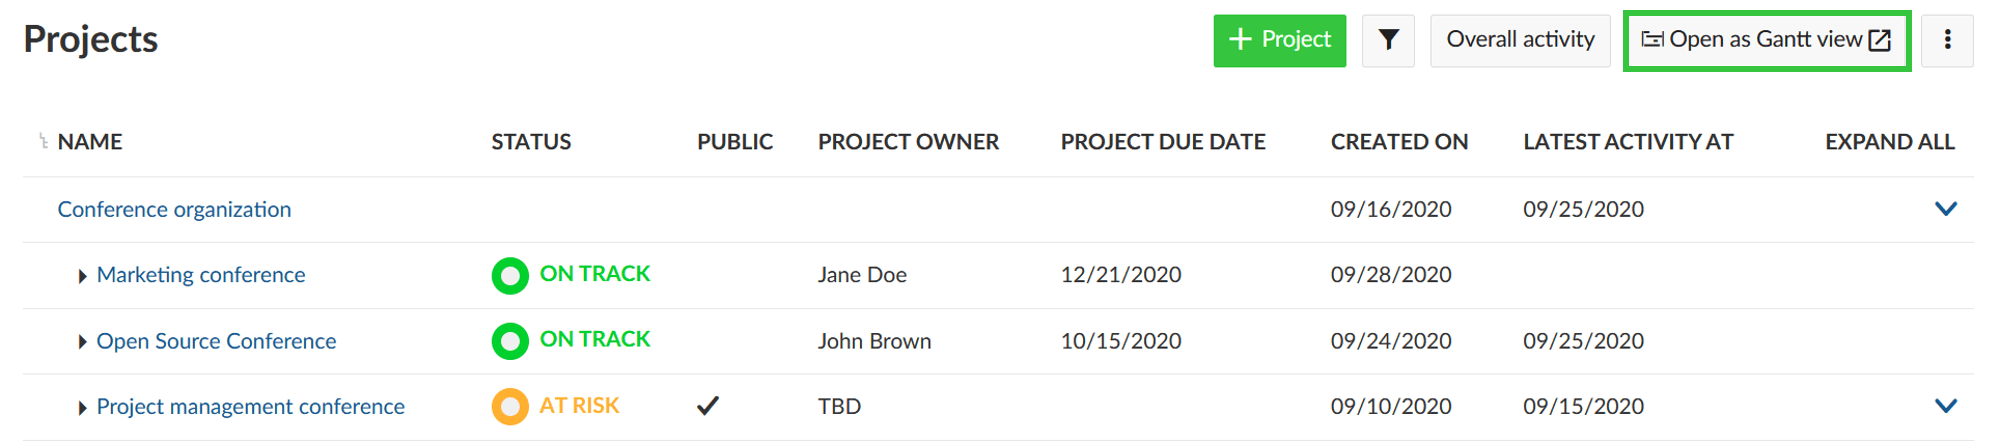 Projects
+ Project
Overall activity
Open as Gantt view
NAME STATUS PUBLIC PROJECT OWNER PROJECT DUE DATE CREATED ON LATEST ACTIVITY AT EXPAND ALL
Conference organization 09/16/2020 09/25/2020
Marketing conference ON TRACK Jane Doe 12/21/2020 09/28/2020
Open Source Conference ON TRACK John Brown 10/15/2020 09/24/2020 09/25/2020
Project management conference AT RISK TBD 09/10/2020 09/15/2020